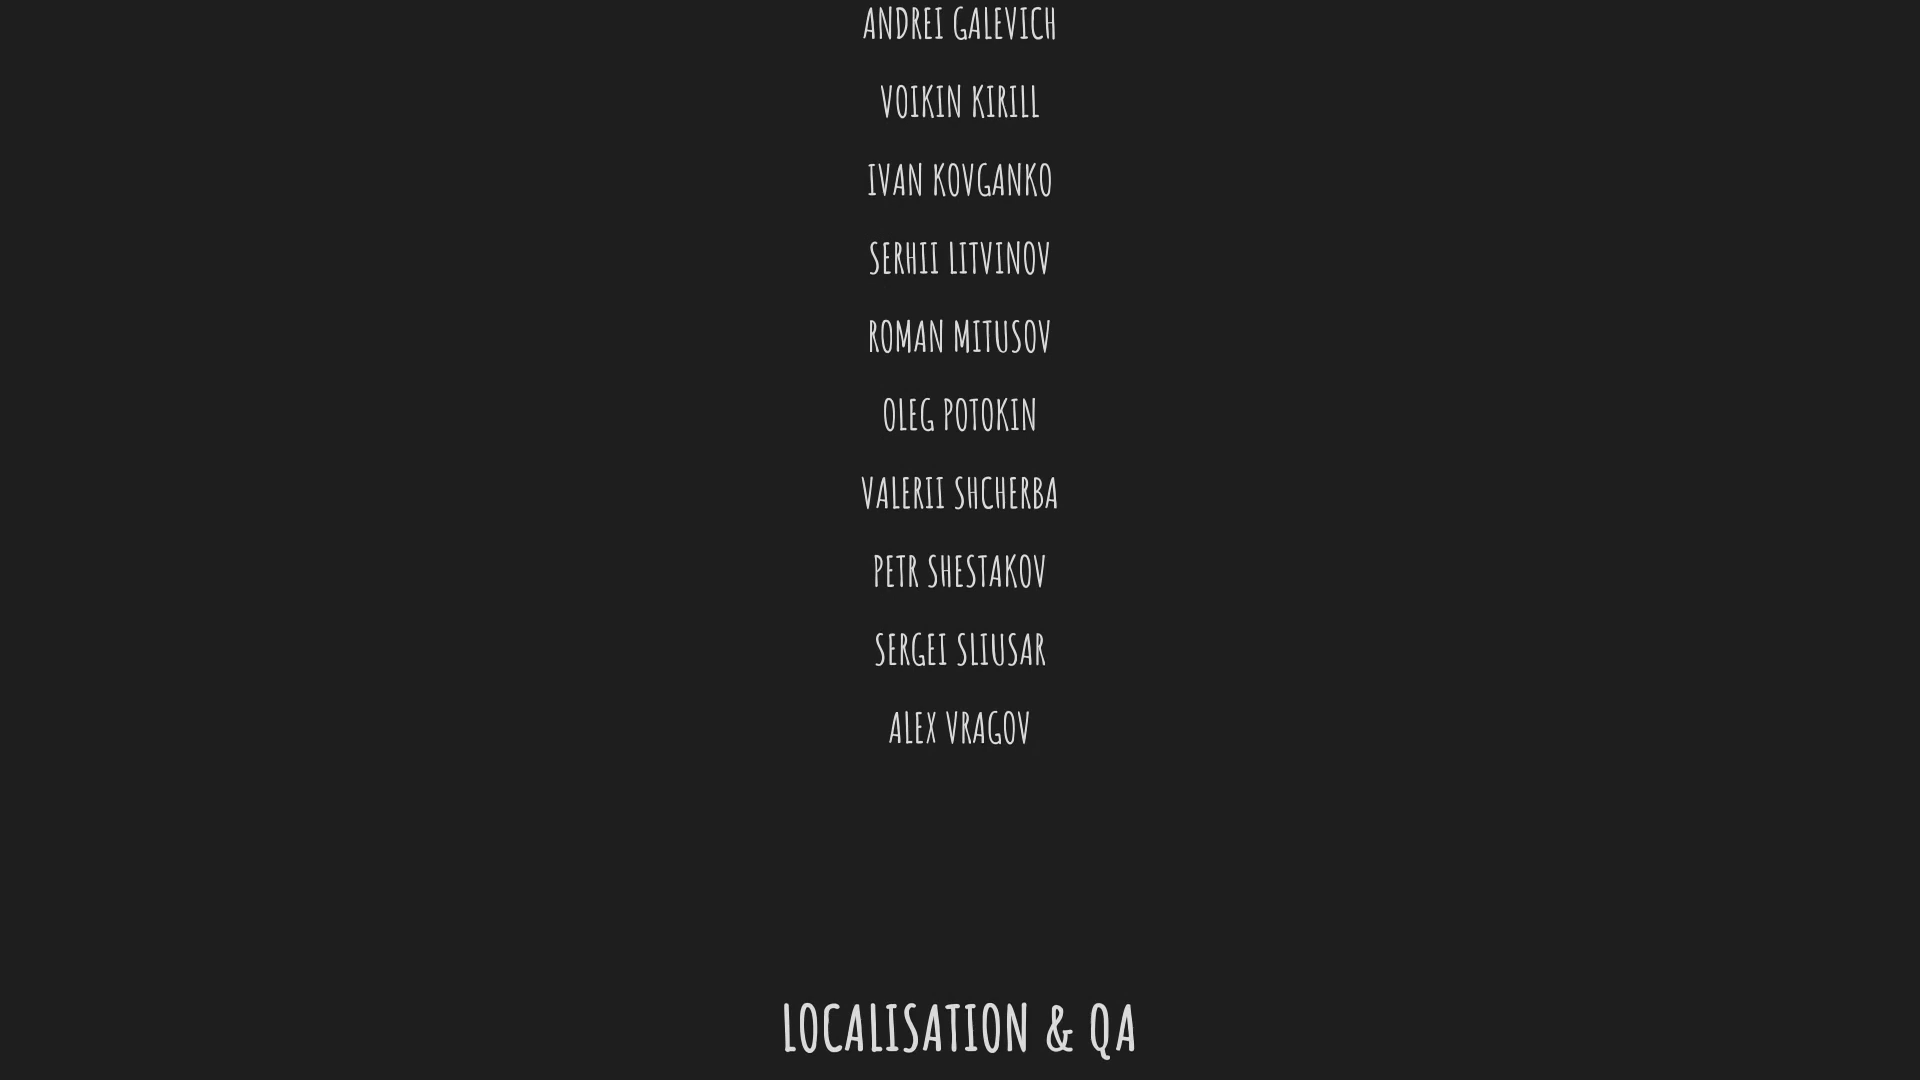 ANDREI GALEVICH
VOIKIN KIRILL
IVAN KOVGANKO
SERHII LITVINOV
ROMAN MITUSOV
OLEG POTOKIN
VALERII SHCHERBA
PETR SHESTAKOV
SERGEI SLIUSAR
ALEX VRAGOV
LOCALISATION & QA